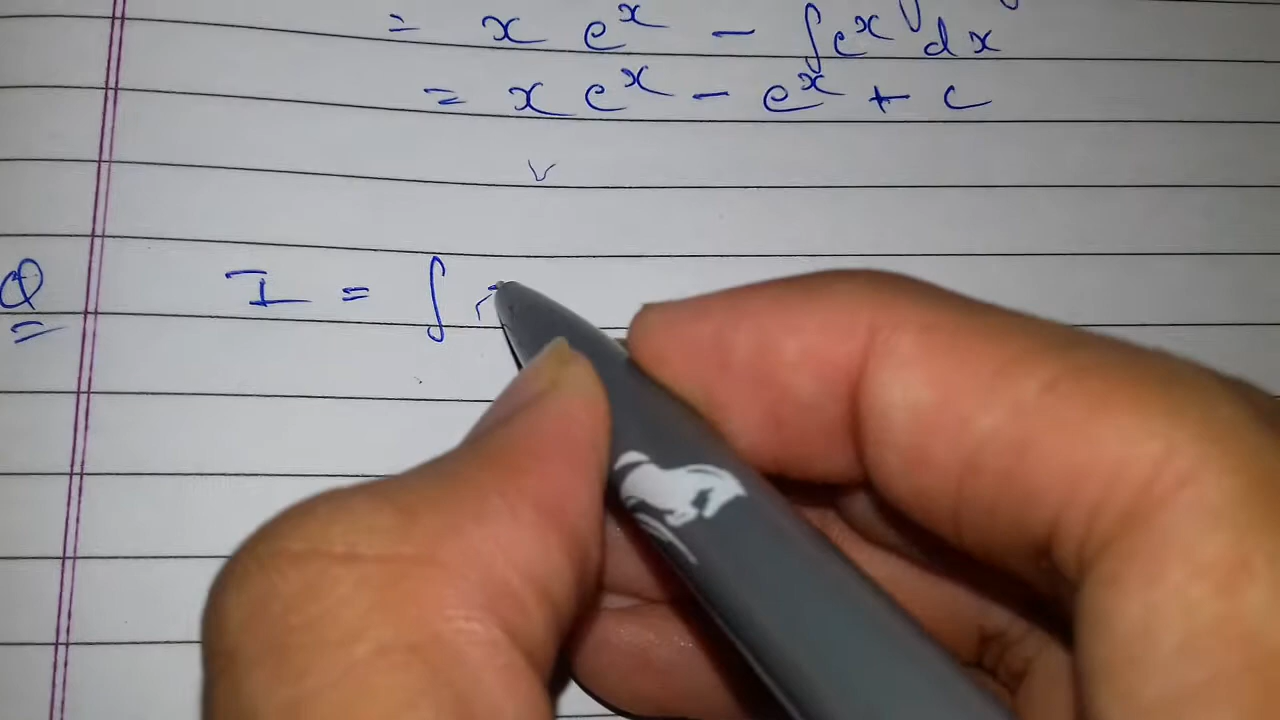 = x e^x - ∫e^x dx
= x e^x - e^x + c
Q I = ∫